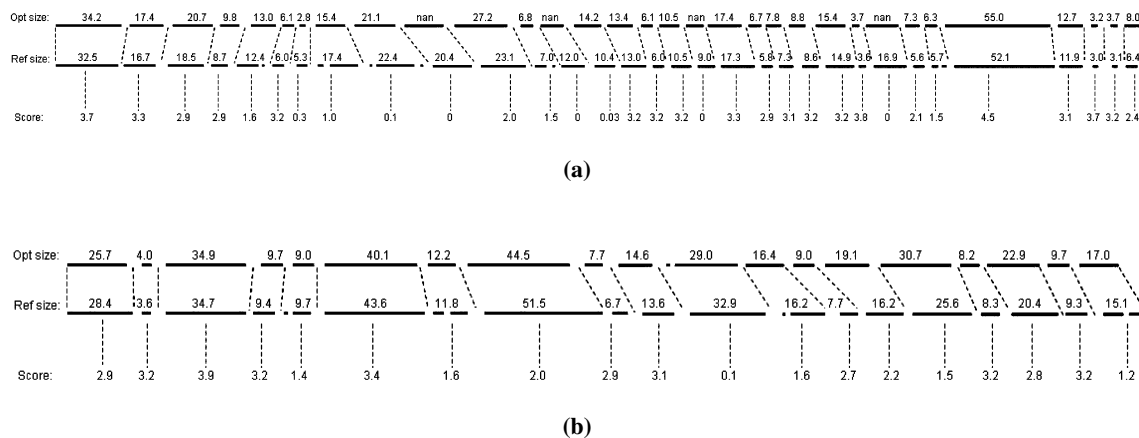 Opt size: 34.2 17.4 20.7 9.8 13.0 6.1 2.8 15.4 21.1 nan 27.2 6.8 nan 14.2 13.4 6.1 10.5 nan 17.4 6.7 7.8 8.8 15.4 3.7 nan 7.3 6.3 55.0 12.7 3.2 3.7 8.0
Ref size: 32.5 16.7 18.5 8.7 12.4 6.0 5.3 17.4 22.4 20.4 23.1 7.0 12.0 10.4 13.0 6.0 10.5 9.0 17.3 5.8 7.3 8.6 14.9 3.6 16.9 5.6 5.7 52.1 11.9 3.0 3.1 6.4
Score: 3.7 3.3 2.9 2.9 1.6 3.2 0.3 1.0 0.1 0 2.0 1.5 0 0.03 3.2 3.2 3.2 0 3.3 2.9 3.1 3.2 3.2 3.8 0 2.1 1.5 4.5 3.1 3.7 3.2 2.4
(a)
Opt size: 25.7 4.0 34.9 9.7 9.0 40.1 12.2 44.5 7.7 14.6 29.0 16.4 9.0 19.1 30.7 8.2 22.9 9.7 17.0
Ref size: 28.4 3.6 34.7 9.4 9.7 43.6 11.8 51.5 6.7 13.6 32.9 16.2 7.7 16.2 25.6 8.3 20.4 9.3 15.1
Score: 2.9 3.2 3.9 3.2 1.4 3.4 1.6 2.0 2.9 3.1 0.1 1.6 2.7 2.2 1.5 3.2 2.8 3.2 1.2
(b)